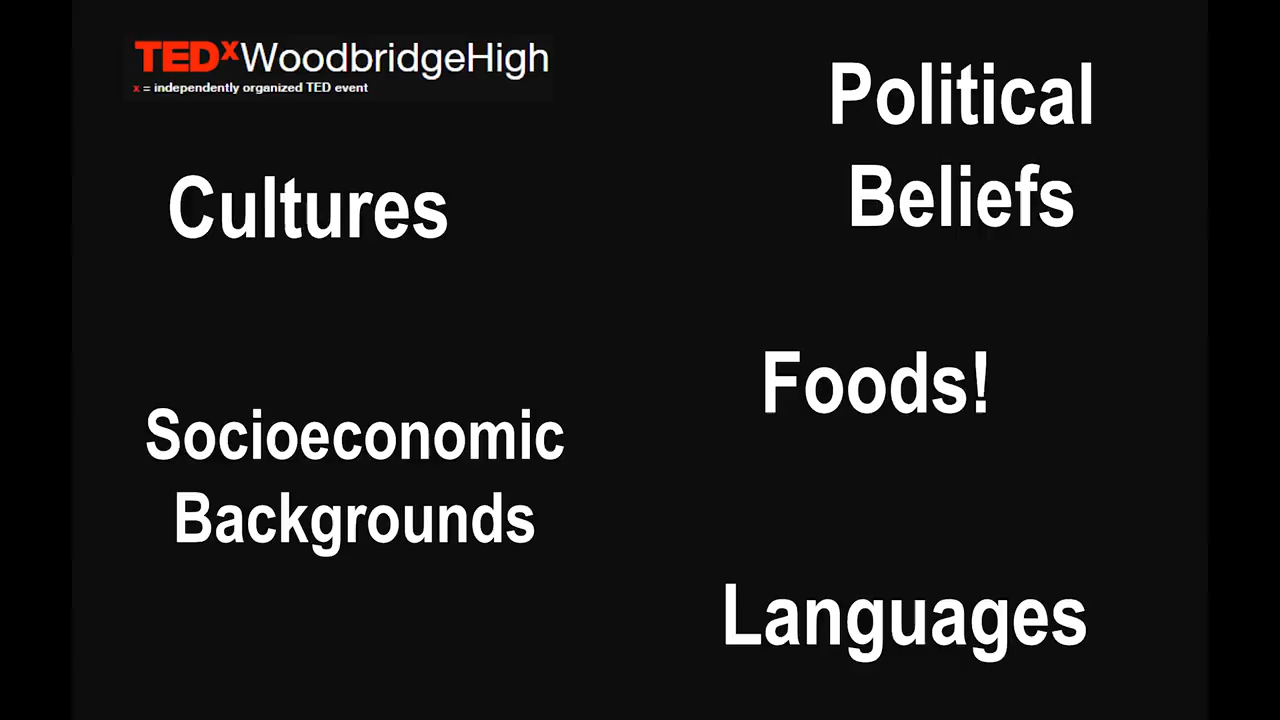 TEDxWoodbridgeHigh
x = independently organized TED event
Cultures
Political
Beliefs
Foods!
Socioeconomic
Backgrounds
Languages